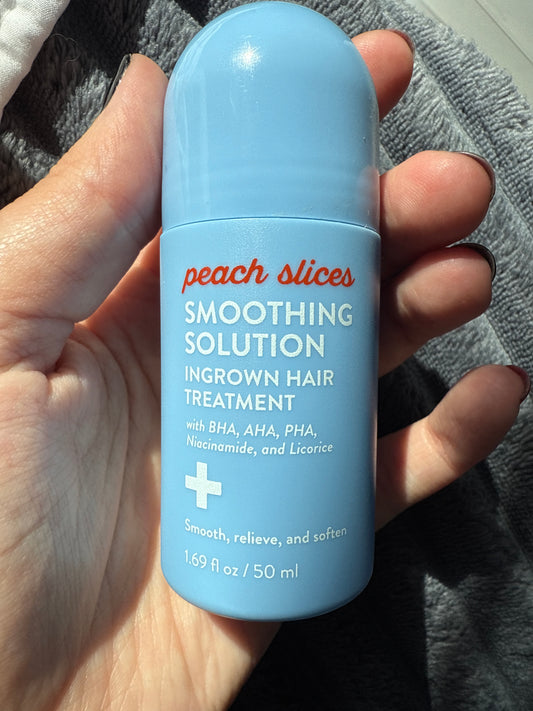 peach slices
SMOOTHING
SOLUTION
INGROWN HAIR
TREATMENT
with BHA, AHA, PHA,
Niacinamide, and Licorice
Smooth, relieve, and soften
1.69 fl oz / 50 ml